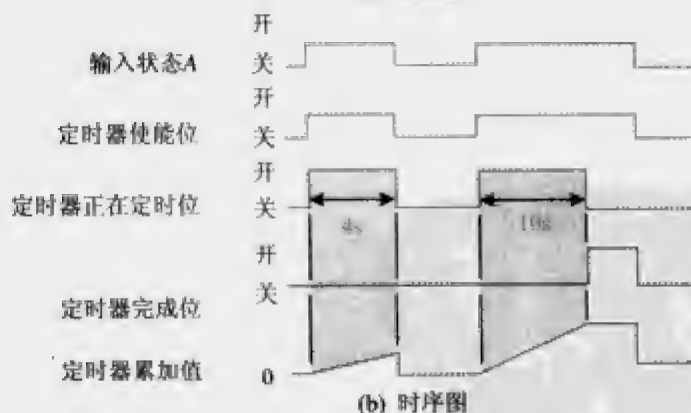 开
输入状态A 关
开
定时器使能位 关
开
定时器正在定时位 关
4s 10s
开
关
定时器完成位
定时器累加值 0
(b) 时序图